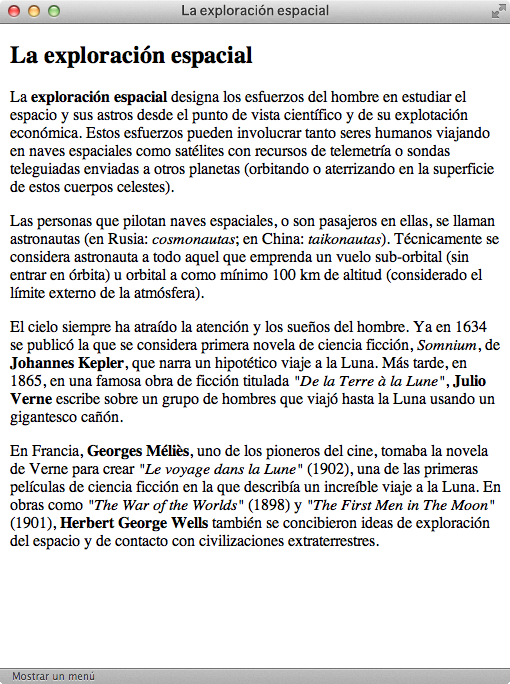 La exploración espacial
La exploración espacial
La exploración espacial designa los esfuerzos del hombre en estudiar el
espacio y sus astros desde el punto de vista científico y de su explotación
económica. Estos esfuerzos pueden involucrar tanto seres humanos viajando
en naves espaciales como satélites con recursos de telemetría o sondas
teleguiadas enviadas a otros planetas (orbitando o aterrizando en la superficie
de estos cuerpos celestes).
Las personas que pilotan naves espaciales, o son pasajeros en ellas, se llaman
astronautas (en Rusia: cosmonautas; en China: taikonautas). Técnicamente se
considera astronauta a todo aquel que emprenda un vuelo sub-orbital (sin
entrar en órbita) u orbital a como mínimo 100 km de altitud (considerado el
límite externo de la atmósfera).
El cielo siempre ha atraído la atención y los sueños del hombre. Ya en 1634
se publicó la que se considera primera novela de ciencia ficción, Somnium, de
Johannes Kepler, que narra un hipotético viaje a la Luna. Más tarde, en
1865, en una famosa obra de ficción titulada "De la Terre à la Lune", Julio
Verne escribe sobre un grupo de hombres que viajó hasta la Luna usando un
gigantesco cañón.
En Francia, Georges Méliès, uno de los pioneros del cine, tomaba la novela
de Verne para crear "Le voyage dans la Lune" (1902), una de las primeras
películas de ciencia ficción en la que describía un increíble viaje a la Luna. En
obras como "The War of the Worlds" (1898) y "The First Men in The Moon"
(1901), Herbert George Wells también se concibieron ideas de exploración
del espacio y de contacto con civilizaciones extraterrestres.
Mostrar un menú